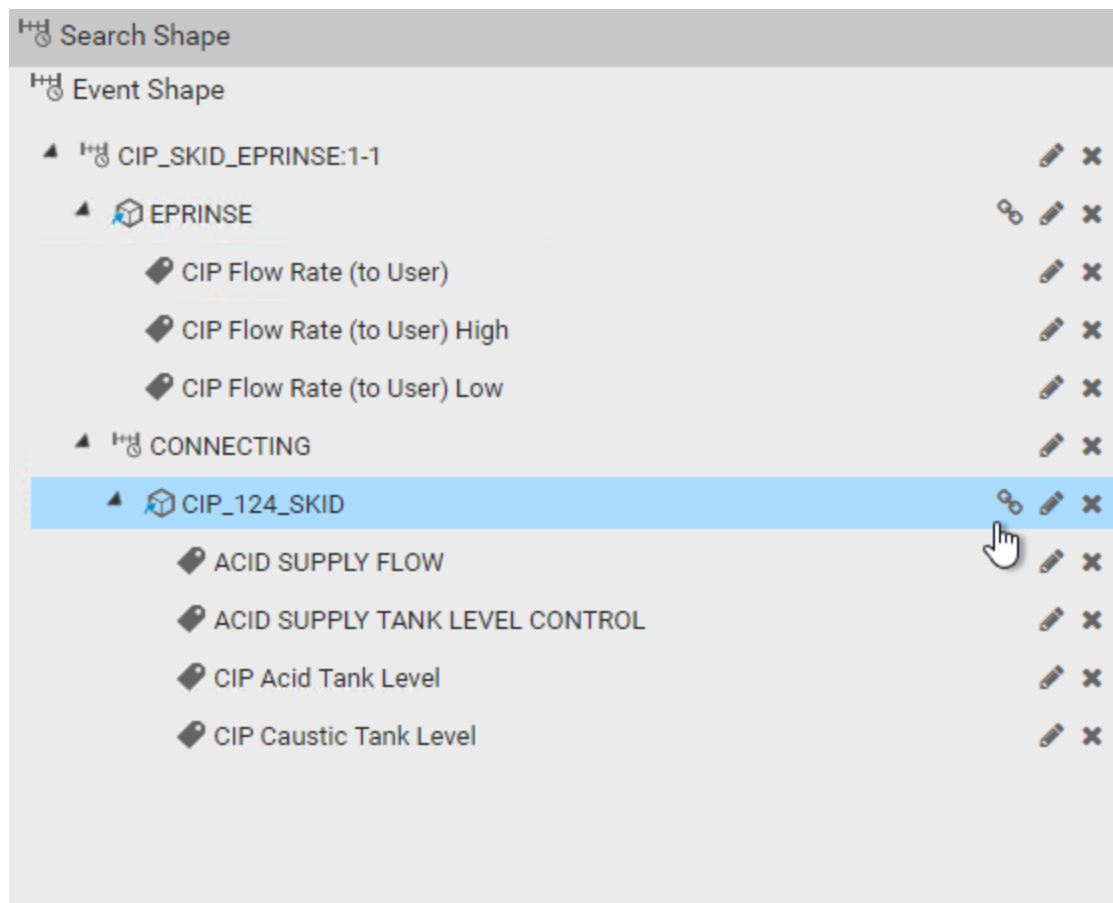 Search Shape
Event Shape
CIP_SKID_EPRINSE:1-1
EPRINSE
CIP Flow Rate (to User)
CIP Flow Rate (to User) High
CIP Flow Rate (to User) Low
CONNECTING
CIP_124_SKID
ACID SUPPLY FLOW
ACID SUPPLY TANK LEVEL CONTROL
CIP Acid Tank Level
CIP Caustic Tank Level